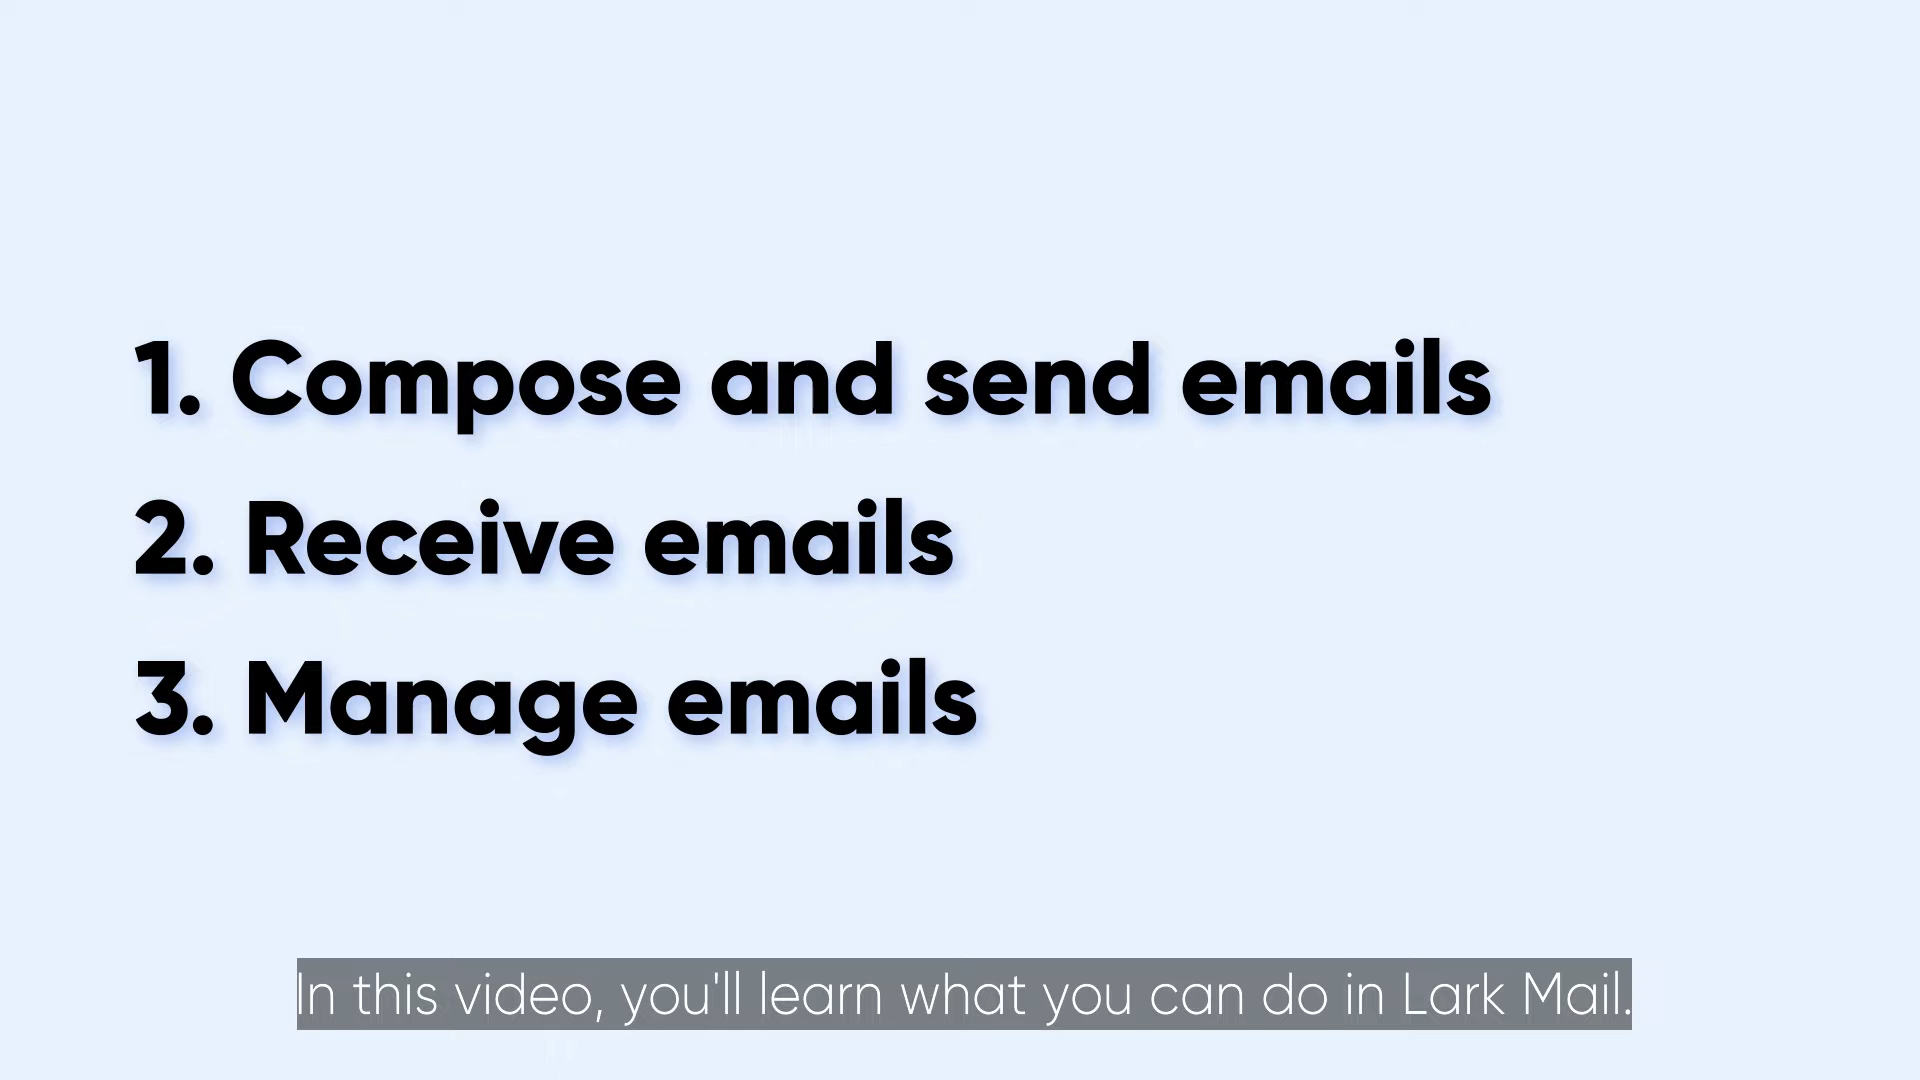 1. Compose and send emails
2. Receive emails
3. Manage emails
In this video, you'll learn what you can do in Lark Mail.